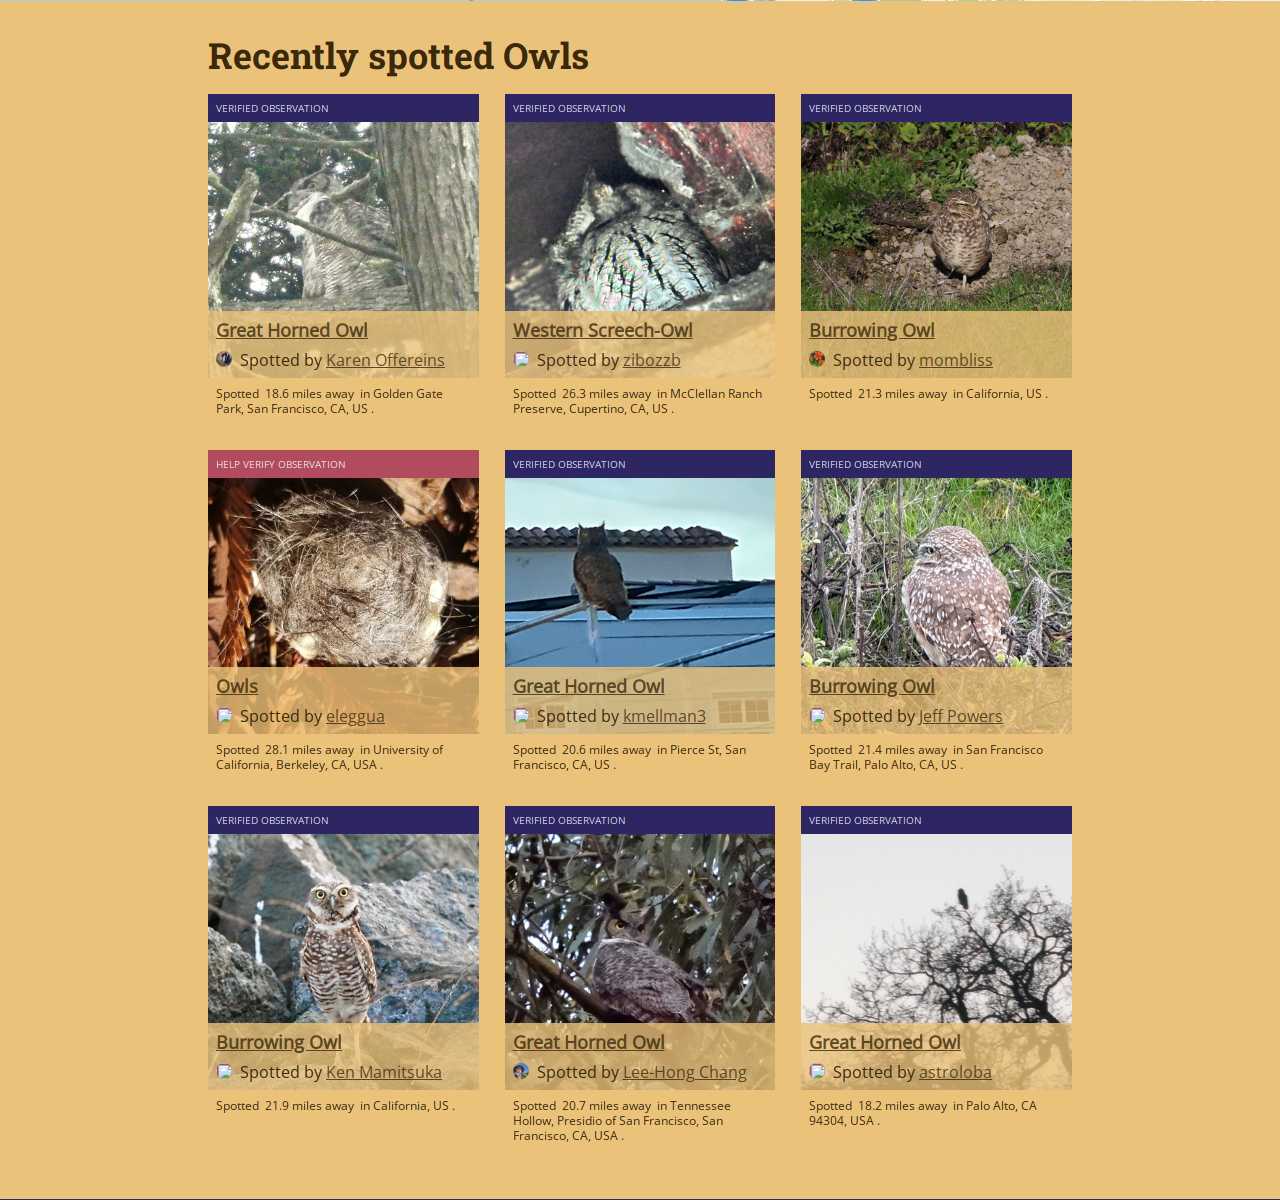 Recently spotted Owls
VERIFIED OBSERVATION
Great Horned Owl
Spotted by Karen Offereins
Spotted 18.6 miles away in Golden Gate
Park, San Francisco, CA, US .
VERIFIED OBSERVATION
Western Screech-Owl
Spotted by zibozzb
Spotted 26.3 miles away in McClellan Ranch
Preserve, Cupertino, CA, US .
VERIFIED OBSERVATION
Burrowing Owl
Spotted by mombliss
Spotted 21.3 miles away in California, US .
HELP VERIFY OBSERVATION
Owls
Spotted by eleggua
Spotted 28.1 miles away in University of
California, Berkeley, CA, USA .
VERIFIED OBSERVATION
Great Horned Owl
Spotted by kmellman3
Spotted 20.6 miles away in Pierce St, San
Francisco, CA, US .
VERIFIED OBSERVATION
Burrowing Owl
Spotted by Jeff Powers
Spotted 21.4 miles away in San Francisco
Bay Trail, Palo Alto, CA, US .
VERIFIED OBSERVATION
Burrowing Owl
Spotted by Ken Mamitsuka
Spotted 21.9 miles away in California, US .
VERIFIED OBSERVATION
Great Horned Owl
Spotted by Lee-Hong Chang
Spotted 20.7 miles away in Tennessee
Hollow, Presidio of San Francisco, San
Francisco, CA, USA .
VERIFIED OBSERVATION
Great Horned Owl
Spotted by astroloba
Spotted 18.2 miles away in Palo Alto, CA
94304, USA .